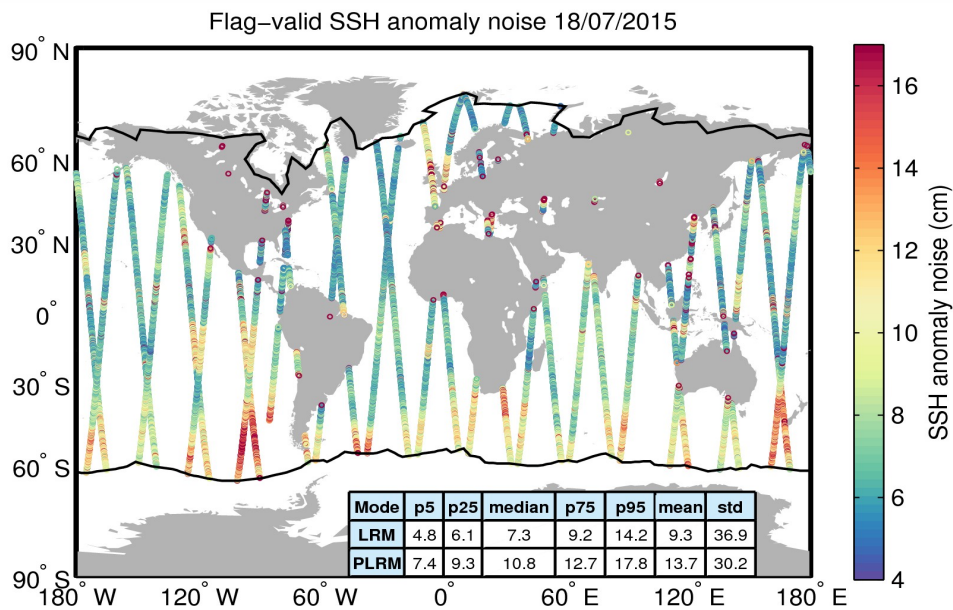 Flag−valid SSH anomaly noise 18/07/2015
90° N
60° N
30° N
0°
30° S
60° S
90° S
180° W 120° W 60° W 0° 60° E 120° E 180° E
Mode p5 p25 median p75 p95 mean std
LRM 4.8 6.1 7.3 9.2 14.2 9.3 36.9
PLRM 7.4 9.3 10.8 12.7 17.8 13.7 30.2
16
14
12
10
8
6
4
SSH anomaly noise (cm)